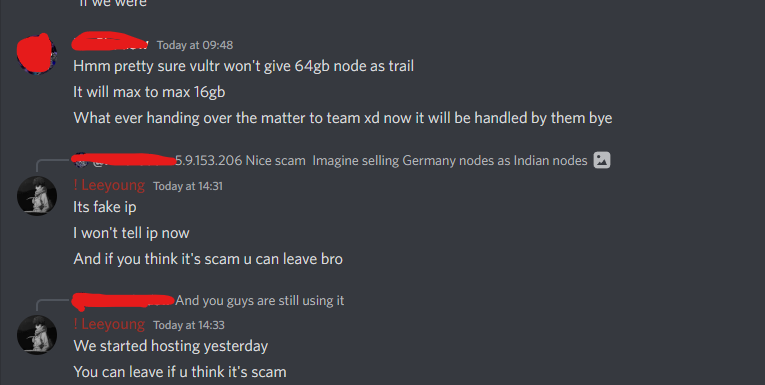 if we were
Today at 09:48
Hmm pretty sure vultr won't give 64gb node as trail
It will max to max 16gb
What ever handing over the matter to team xd now it will be handled by them bye
5.9.153.206 Nice scam Imagine selling Germany nodes as Indian nodes
! Leeyoung Today at 14:31
Its fake ip
I won't tell ip now
And if you think it's scam u can leave bro
And you guys are still using it
! Leeyoung Today at 14:33
We started hosting yesterday
You can leave if u think it's scam